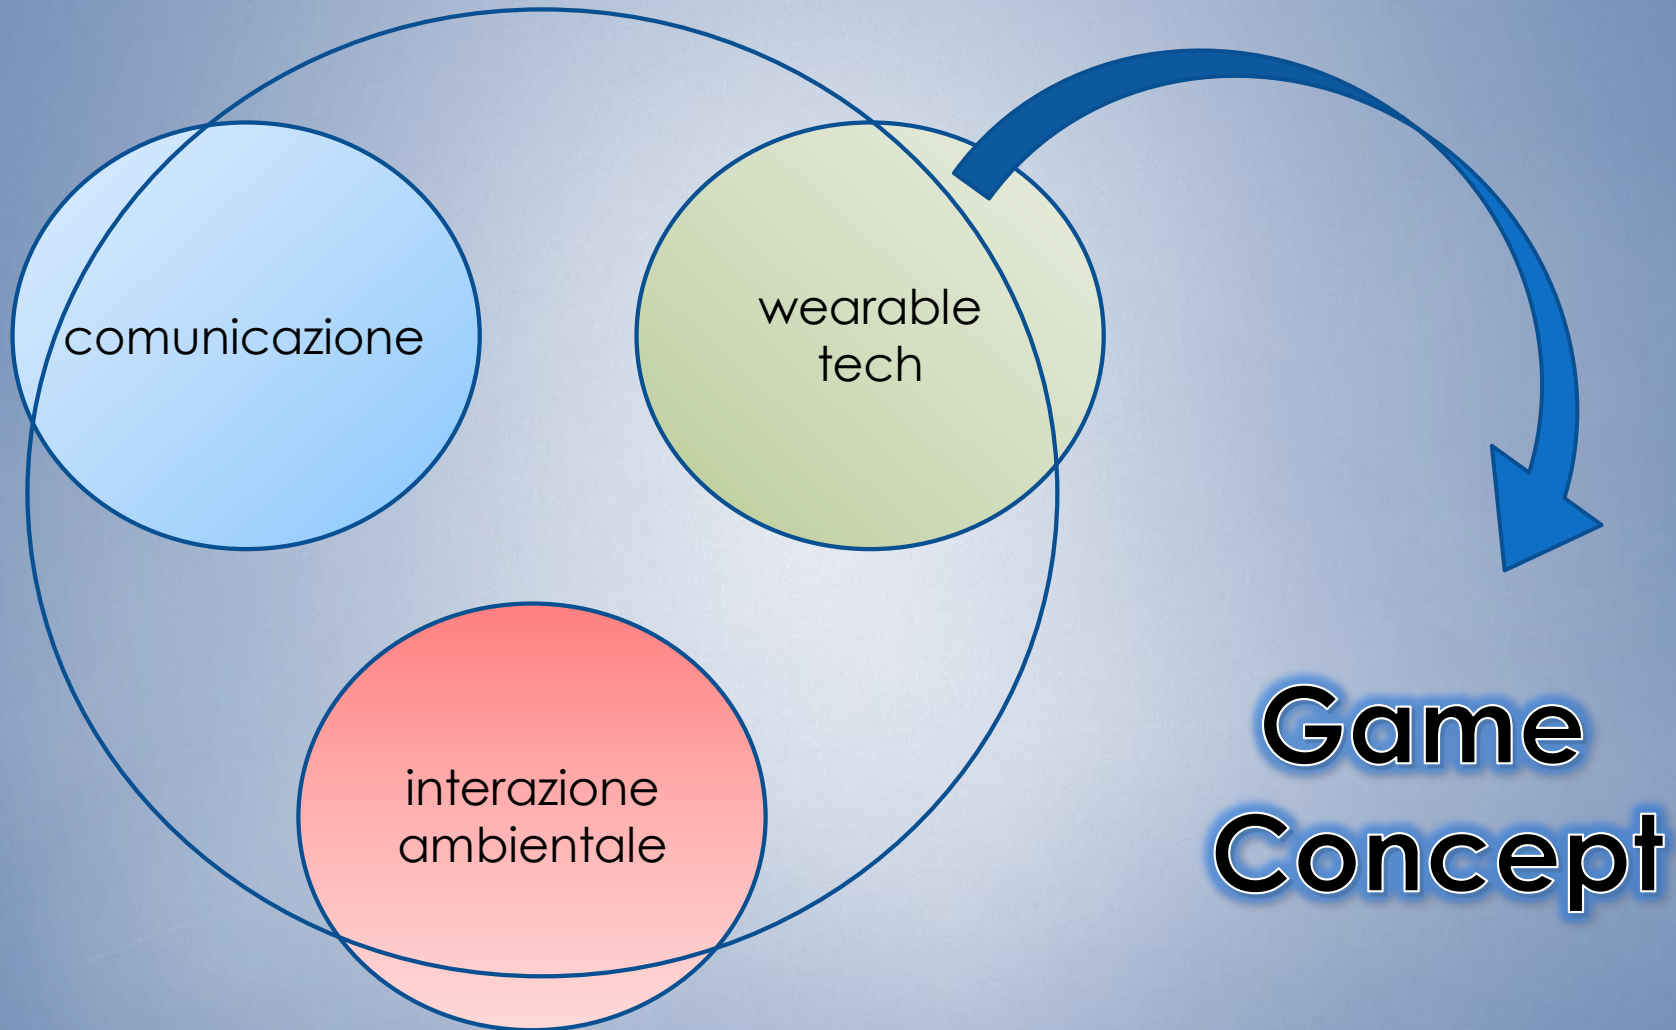 comunicazione
wearable
tech
interazione
ambientale
Game
Concept